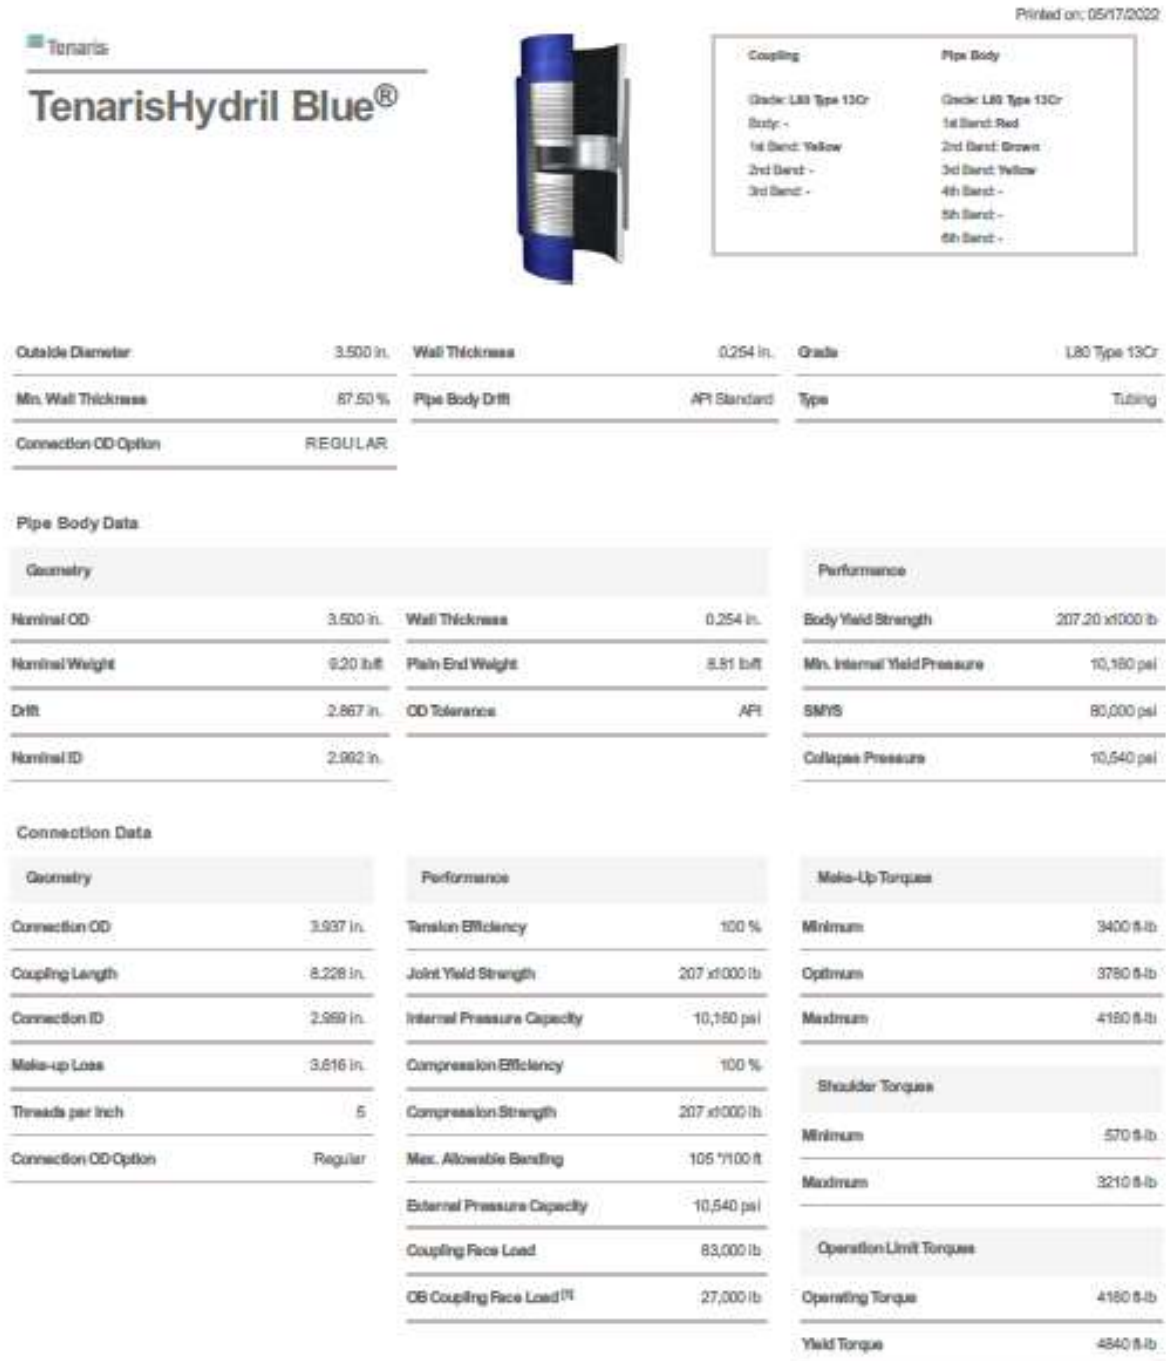 Printed on: 05/17/2022
Tenaris
TenarisHydril Blue®
Coupling
Pipe Body
Grade: L80 Type 13Cr
Grade: L80 Type 13Cr
Body: -
1st Band: Red
1st Band: Yellow
2nd Band: Brown
2nd Band: -
3rd Band: Yellow
3rd Band: -
4th Band: -
5th Band: -
6th Band: -
Outside Diameter 3.500 in. Wall Thickness 0.254 in. Grade L80 Type 13Cr
Min. Wall Thickness 87.50 % Pipe Body Drift API Standard Type Tubing
Connection OD Option REGULAR
Pipe Body Data
Geometry Performance
Nominal OD 3.500 in. Wall Thickness 0.254 in. Body Yield Strength 207.20 x1000 lb
Nominal Weight 9.20 lb/ft Plain End Weight 8.81 lb/ft Min. Internal Yield Pressure 10,160 psi
Drift 2.867 in. OD Tolerance API SMYS 80,000 psi
Nominal ID 2.992 in. Collapse Pressure 10,540 psi
Connection Data
Geometry Performance Make-Up Torques
Connection OD 3.937 in. Tension Efficiency 100 % Minimum 3400 ft-lb
Coupling Length 8.228 in. Joint Yield Strength 207 x1000 lb Optimum 3780 ft-lb
Connection ID 2.969 in. Internal Pressure Capacity 10,160 psi Maximum 4160 ft-lb
Make-up Loss 3.616 in. Compression Efficiency 100 %
Shoulder Torques
Threads per inch 5 Compression Strength 207 x1000 lb
Minimum 570 ft-lb
Connection OD Option Regular Max. Allowable Bending 105 °/100 ft
Maximum 3210 ft-lb
External Pressure Capacity 10,540 psi
Coupling Face Load 83,000 lb Operation Limit Torques
OB Coupling Face Load [1] 27,000 lb Operating Torque 4160 ft-lb
Yield Torque 4840 ft-lb